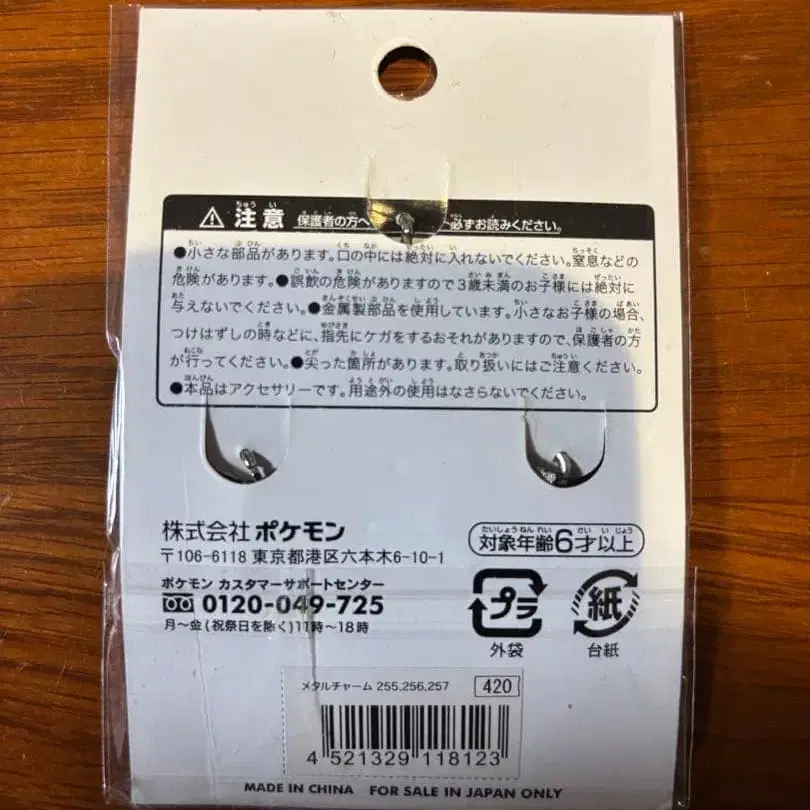 ⚠ 注意 保護者の方へ 必ずお読みください。
●小さな部品があります。口の中には絶対に入れないでください。窒息などの
危険があります。●誤飲の危険がありますので3歳未満のお子様には絶対に
与えないでください。●金属製部品を使用しています。小さなお子様の場合、
つけはずしの時などに、指先にケガをするおそれがありますので、保護者の方
が行ってください。●尖った箇所があります。取り扱いにはご注意ください。
●本品はアクセサリーです。用途外の使用はなさらないでください。
株式会社 ポケモン
〒106-6118 東京都港区六本木6-10-1
ポケモン カスタマーサポートセンター
0120-049-725
月~金(祝祭日を除く)11時~18時
対象年齢6才以上
プラ 紙
外袋 台紙
メタルチャーム 255,256,257 420
4 521329 118123
MADE IN CHINA FOR SALE IN JAPAN ONLY